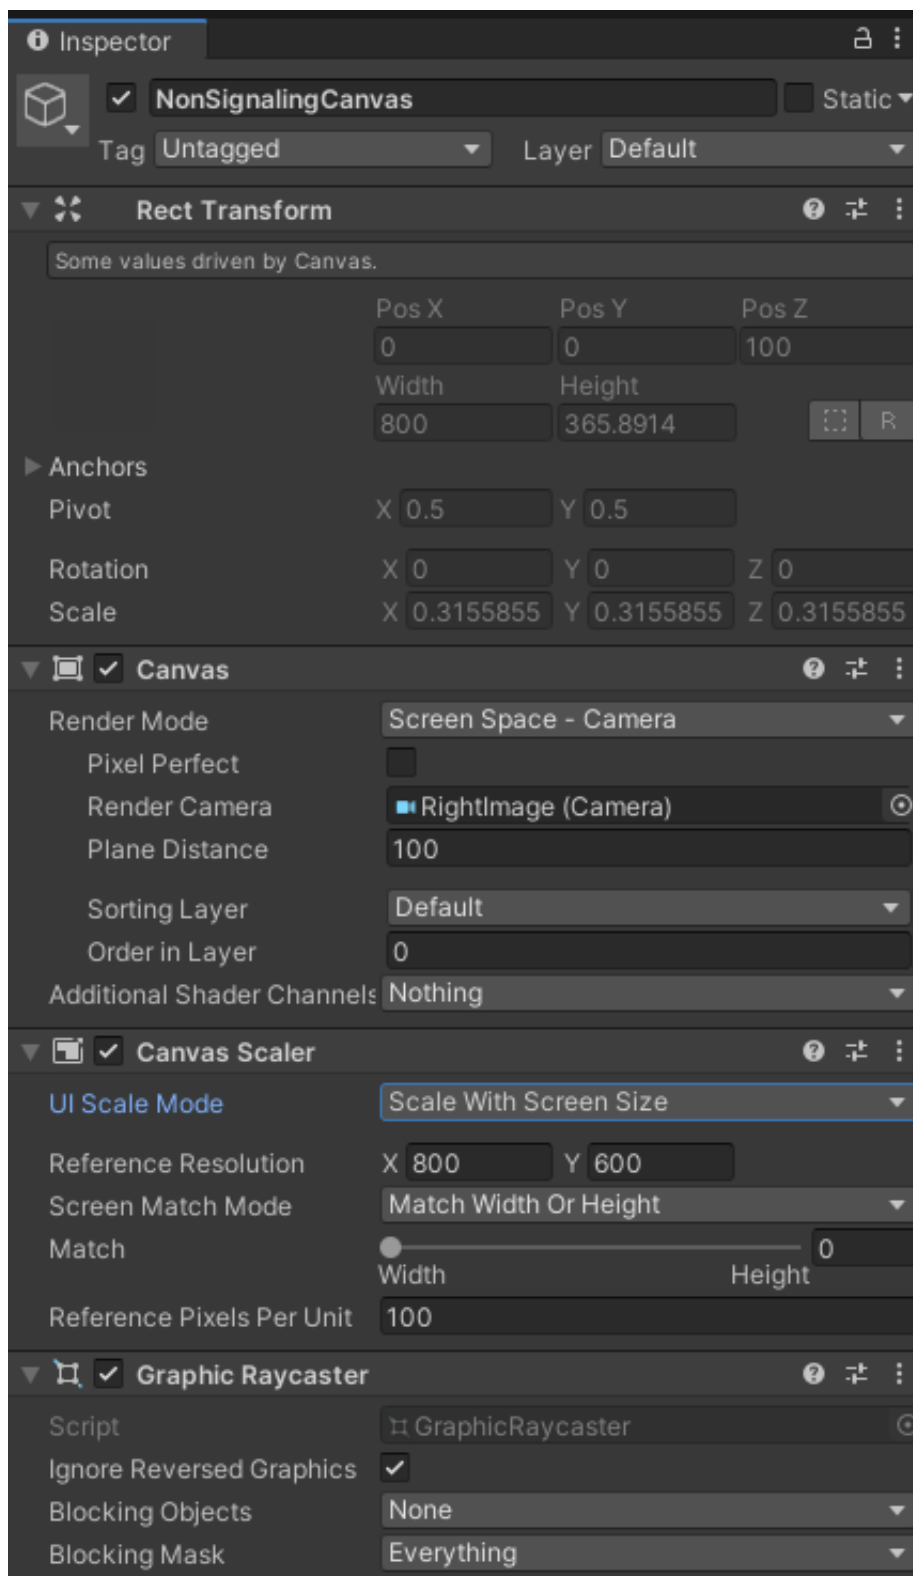 Inspector
NonSignalingCanvas Static
Tag Untagged Layer Default
Rect Transform
Some values driven by Canvas.
Pos X Pos Y Pos Z
0 0 100
Width Height
800 365.8914 R
Anchors
Pivot X 0.5 Y 0.5
Rotation X 0 Y 0 Z 0
Scale X 0.3155855 Y 0.3155855 Z 0.3155855
Canvas
Render Mode Screen Space - Camera
Pixel Perfect
Render Camera RightImage (Camera)
Plane Distance 100
Sorting Layer Default
Order in Layer 0
Additional Shader Channels Nothing
Canvas Scaler
UI Scale Mode Scale With Screen Size
Reference Resolution X 800 Y 600
Screen Match Mode Match Width Or Height
Match 0
Width Height
Reference Pixels Per Unit 100
Graphic Raycaster
Script GraphicRaycaster
Ignore Reversed Graphics
Blocking Objects None
Blocking Mask Everything